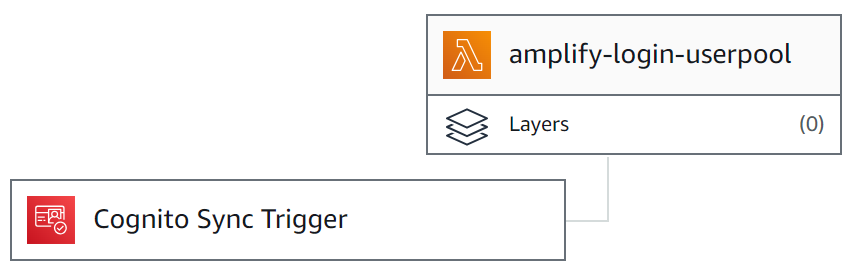 amplify-login-userpool
Layers (0)
Cognito Sync Trigger